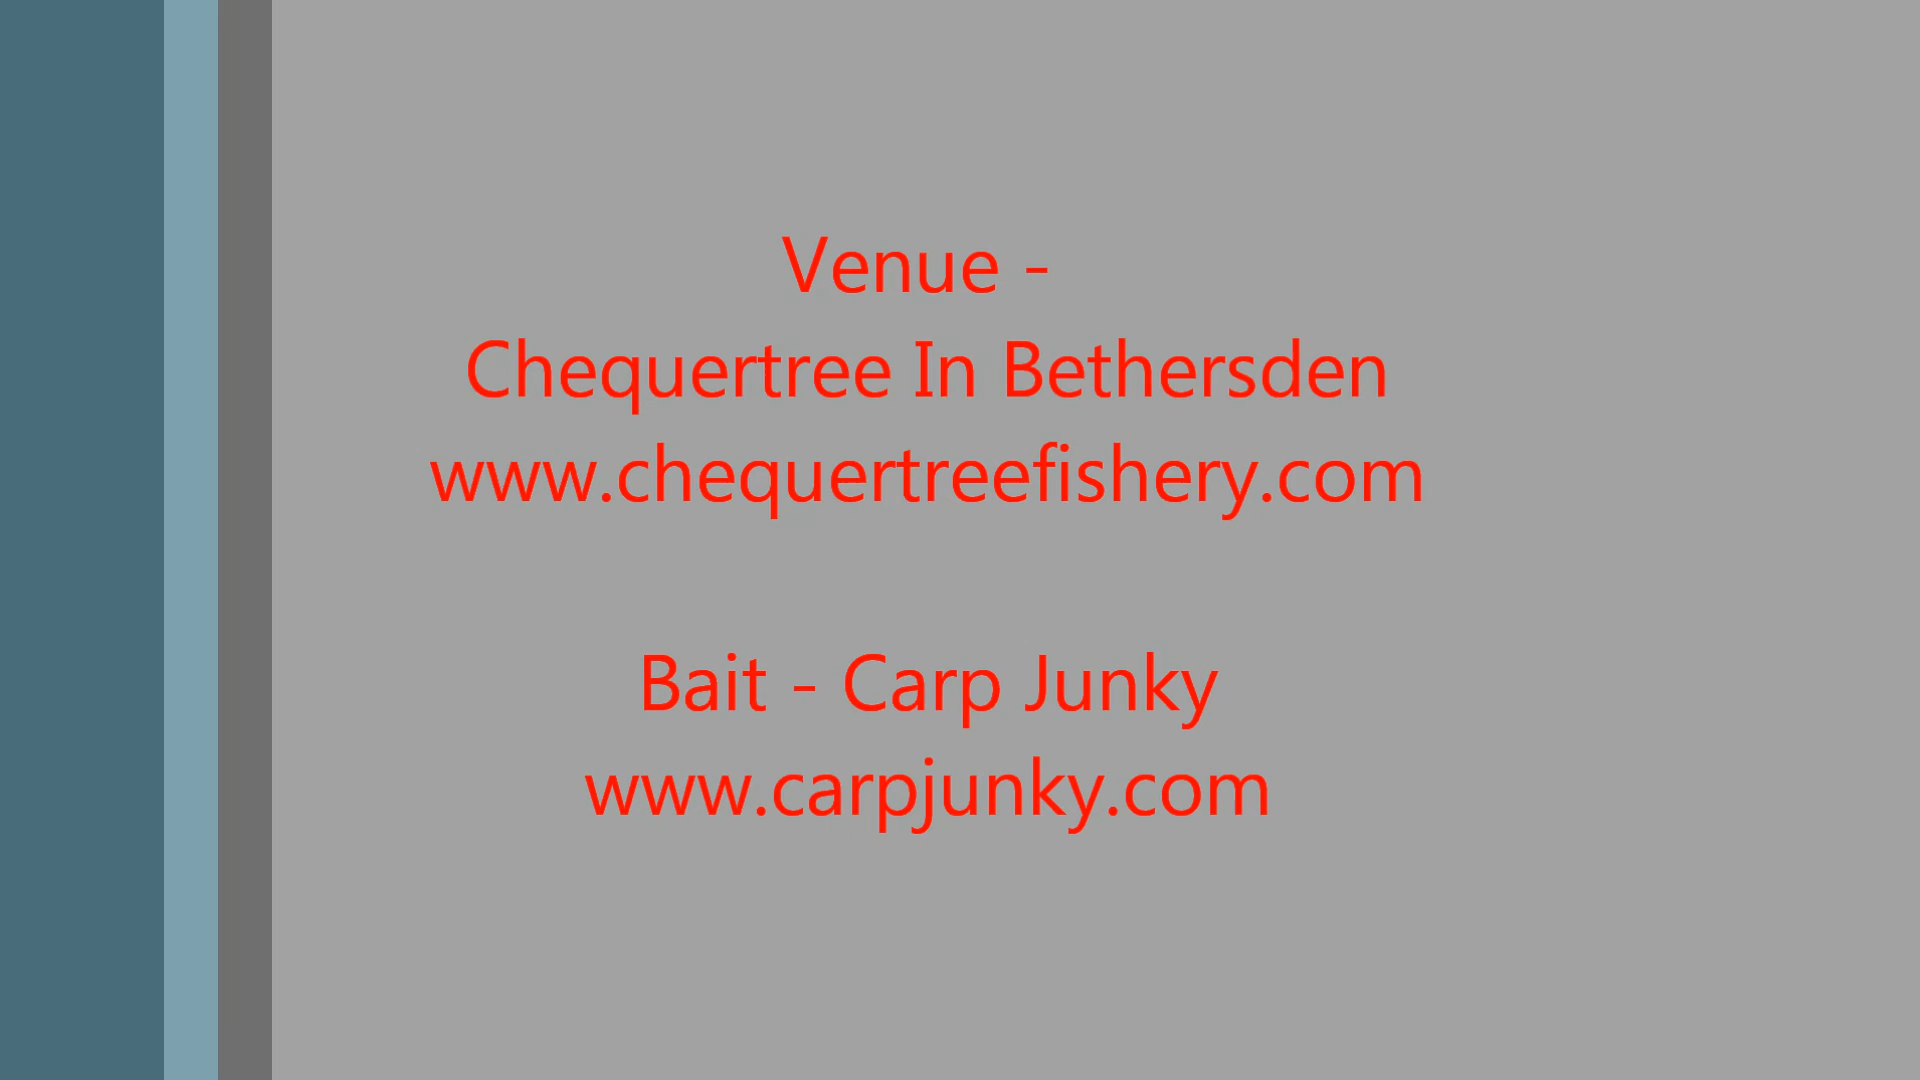 Venue -
Chequertree In Bethersden
www.chequertreefishery.com
Bait - Carp Junky
www.carpjunky.com